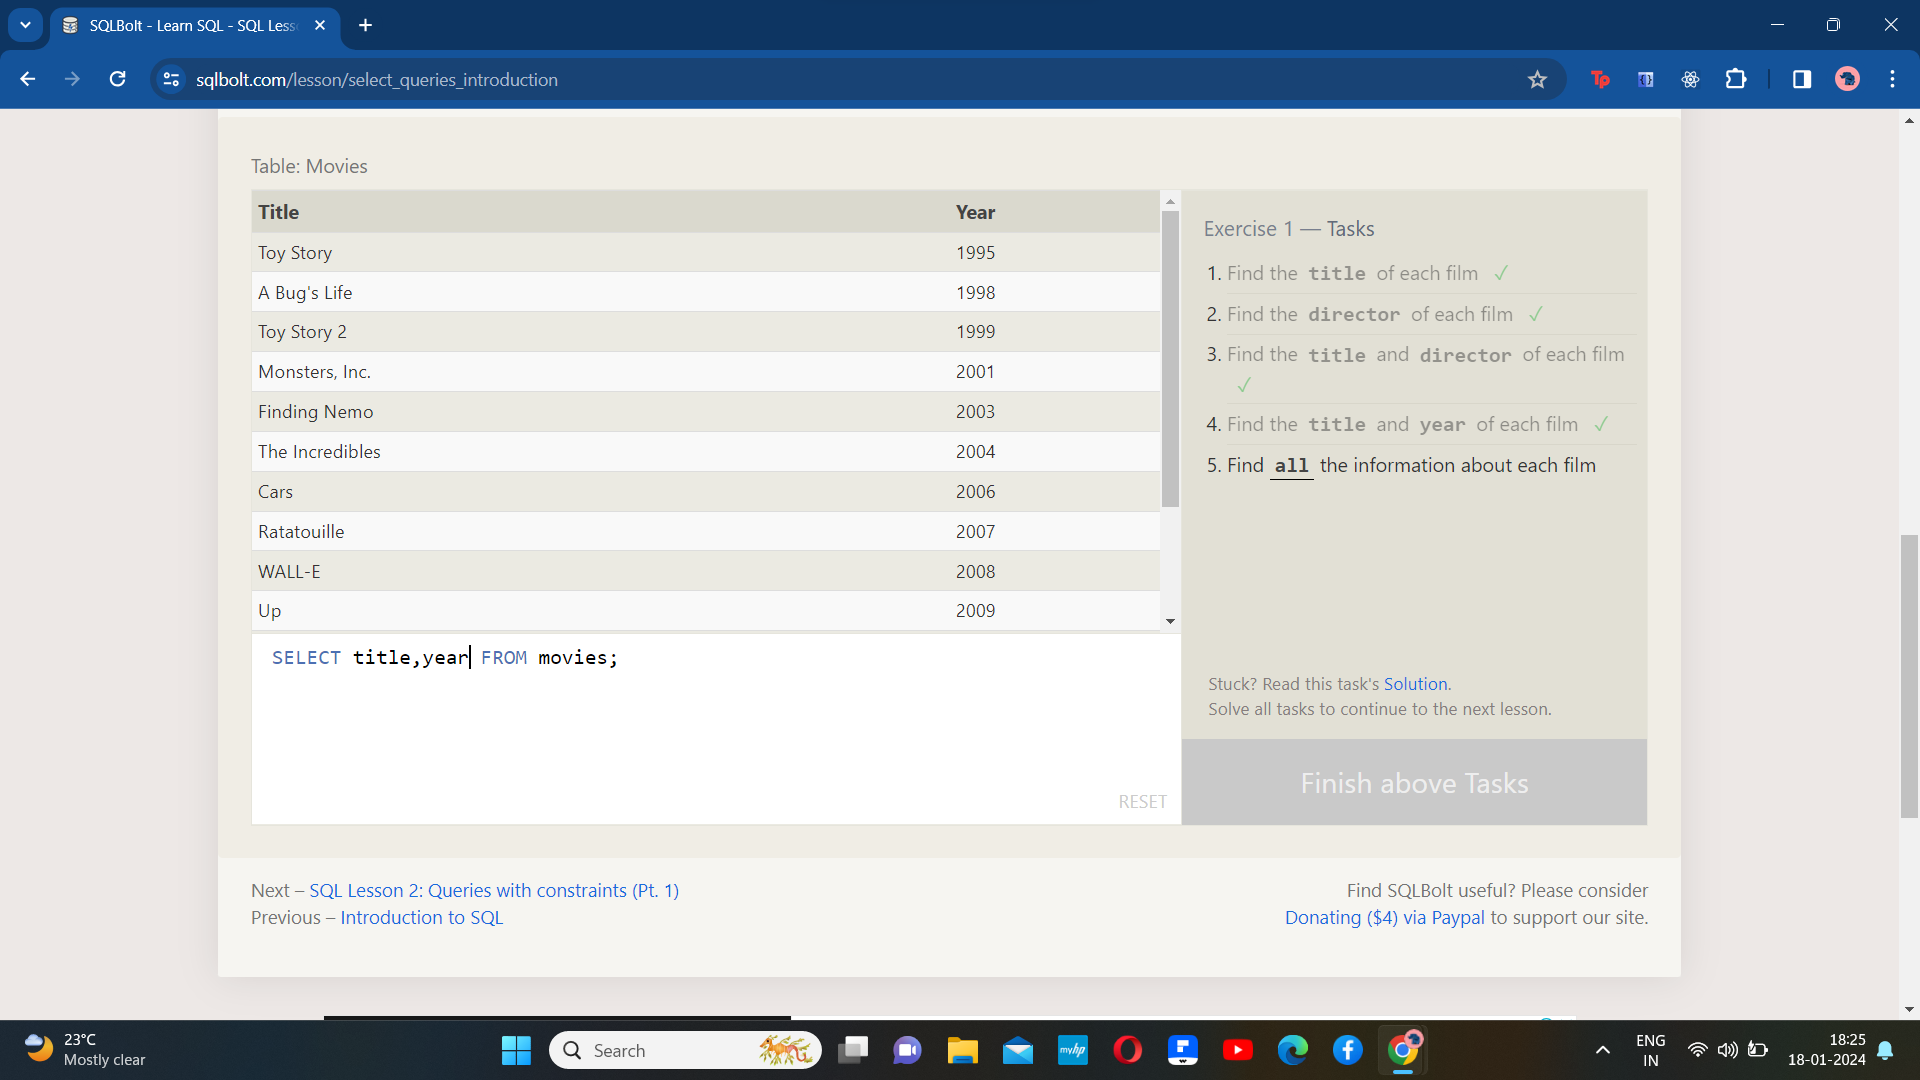 SQLBolt - Learn SQL - SQL Less
sqlbolt.com/lesson/select_queries_introduction
Tp
Table: Movies
Title Year
Toy Story 1995
A Bug's Life 1998
Toy Story 2 1999
Monsters, Inc. 2001
Finding Nemo 2003
The Incredibles 2004
Cars 2006
Ratatouille 2007
WALL-E 2008
Up 2009
SELECT title,year FROM movies;
RESET
Exercise 1 — Tasks
1. Find the title of each film ✓
2. Find the director of each film ✓
3. Find the title and director of each film
✓
4. Find the title and year of each film ✓
5. Find all the information about each film
Stuck? Read this task's Solution.
Solve all tasks to continue to the next lesson.
Finish above Tasks
Next – SQL Lesson 2: Queries with constraints (Pt. 1)
Previous – Introduction to SQL
Find SQLBolt useful? Please consider
Donating ($4) via Paypal to support our site.
23°C
Mostly clear
Search
myhp
ENG
IN
18:25
18-01-2024